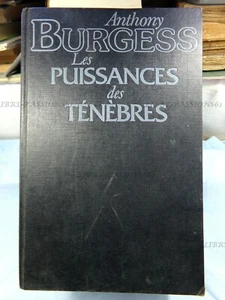 Anthony
BURGESS
Les
PUISSANCES
des
TÉNÈBRES